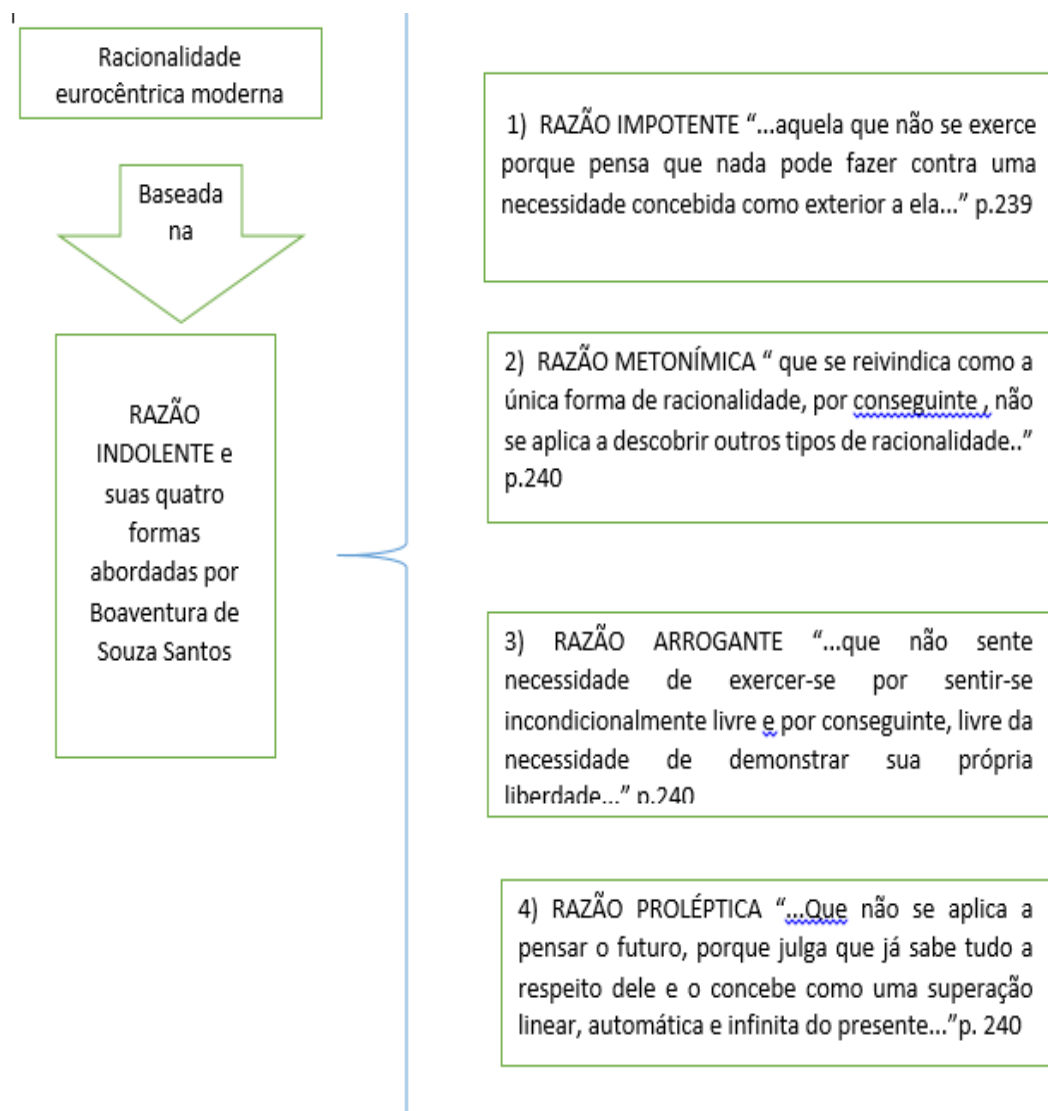 Racionalidade
eurocêntrica moderna
Baseada
na
RAZÃO
INDOLENTE e
suas quatro
formas
abordadas por
Boaventura de
Souza Santos
1) RAZÃO IMPOTENTE “...aquela que não se exerce
porque pensa que nada pode fazer contra uma
necessidade concebida como exterior a ela...” p.239
2) RAZÃO METONÍMICA “ que se reivindica como a
única forma de racionalidade, por conseguinte , não
se aplica a descobrir outros tipos de racionalidade..”
p.240
3) RAZÃO ARROGANTE “...que não sente
necessidade de exercer-se por sentir-se
incondicionalmente livre e por conseguinte, livre da
necessidade de demonstrar sua própria
liberdade...” p.240
4) RAZÃO PROLÉPTICA “...Que não se aplica a
pensar o futuro, porque julga que já sabe tudo a
respeito dele e o concebe como uma superação
linear, automática e infinita do presente...”p. 240